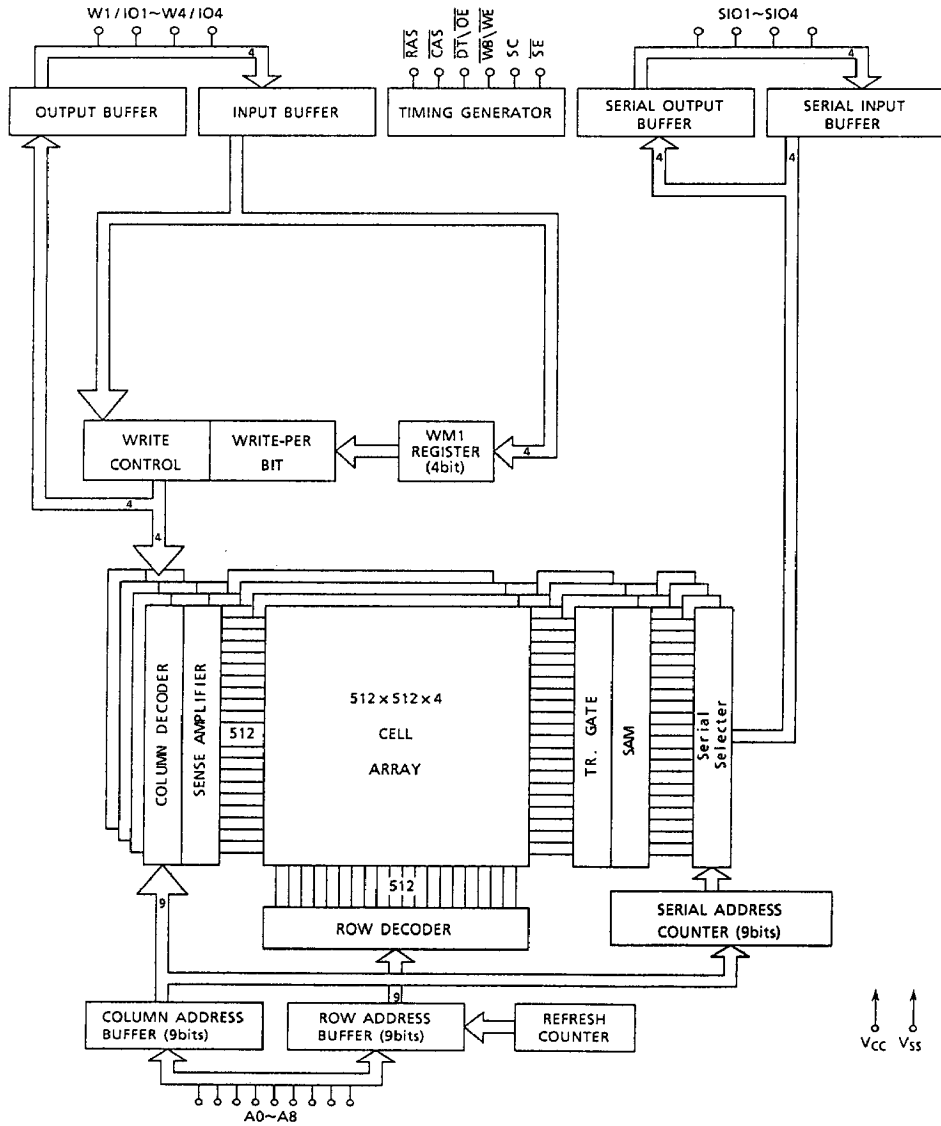 W1/IO1~W4/IO4
SIO1~SIO4
RAS
CAS
DT\OE
WB\WE
SC
SE
4
4
OUTPUT BUFFER
INPUT BUFFER
TIMING GENERATOR
SERIAL OUTPUT
BUFFER
SERIAL INPUT
BUFFER
4
4
WRITE
CONTROL
WRITE-PER
BIT
WM1
REGISTER
(4bit)
4
4
4
COLUMN DECODER
SENSE AMPLIFIER
512
512×512×4
CELL
ARRAY
TR. GATE
SAM
Serial
Selecter
512
9
ROW DECODER
SERIAL ADDRESS
COUNTER (9bits)
9
COLUMN ADDRESS
BUFFER (9bits)
ROW ADDRESS
BUFFER (9bits)
REFRESH
COUNTER
VCC
VSS
A0~A8